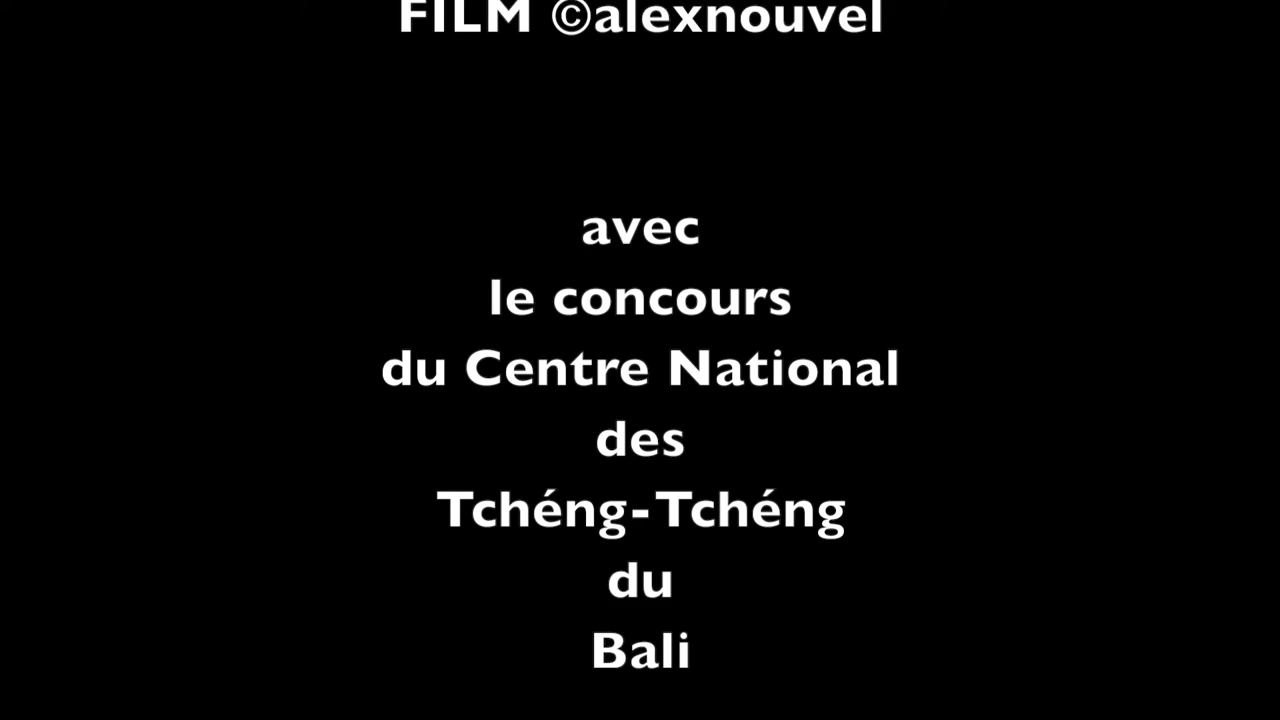 FILM ©alexnouvel
avec
le concours
du Centre National
des
Tchéng-Tchéng
du
Bali